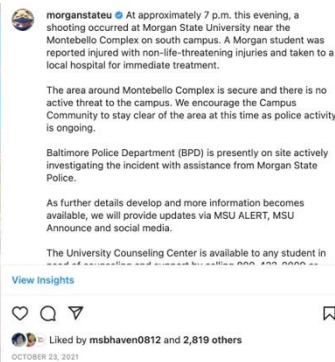 morganstateu At approximately 7 p.m. this evening, a
shooting occurred at Morgan State University near the
Montebello Complex on south campus. A Morgan student was
reported injured with non-life-threatening injuries and taken to a
local hospital for immediate treatment.
The area around Montebello Complex is secure and there is no
active threat to the campus. We encourage the Campus
Community to stay clear of the area at this time as police activity
is ongoing.
Baltimore Police Department (BPD) is presently on site actively
investigating the incident with assistance from Morgan State
Police.
As further details develop and more information becomes
available, we will provide updates via MSU ALERT, MSU
Announce and social media.
The University Counseling Center is available to any student in
need of counseling and support by calling
View Insights
Liked by msbhaven0812 and 2,819 others
OCTOBER 23, 2021